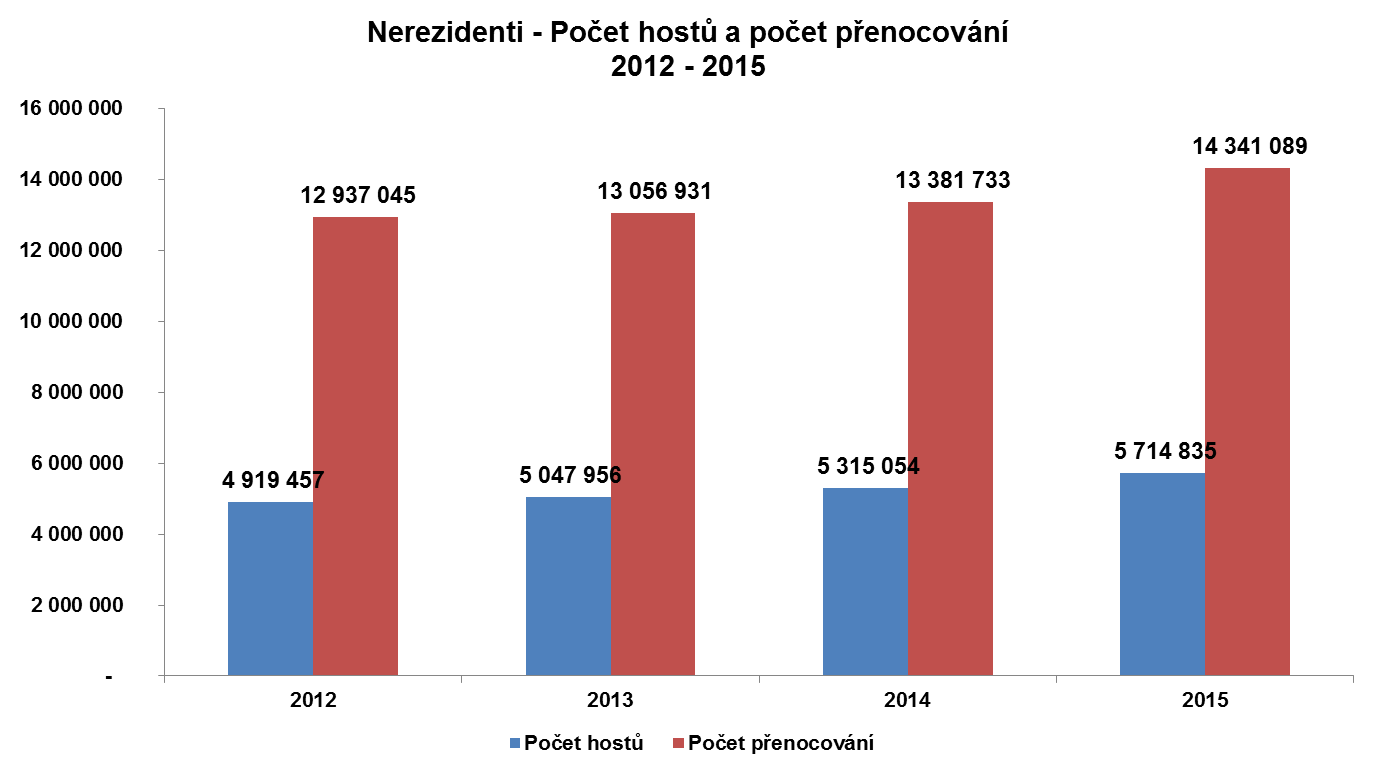 Nerezidenti - Počet hostů a počet přenocování
2012 - 2015
16 000 000
14 000 000
12 000 000
10 000 000
8 000 000
6 000 000
4 000 000
2 000 000
-
4 919 457
12 937 045
5 047 956
13 056 931
5 315 054
13 381 733
5 714 835
14 341 089
2012
2013
2014
2015
Počet hostů
Počet přenocování